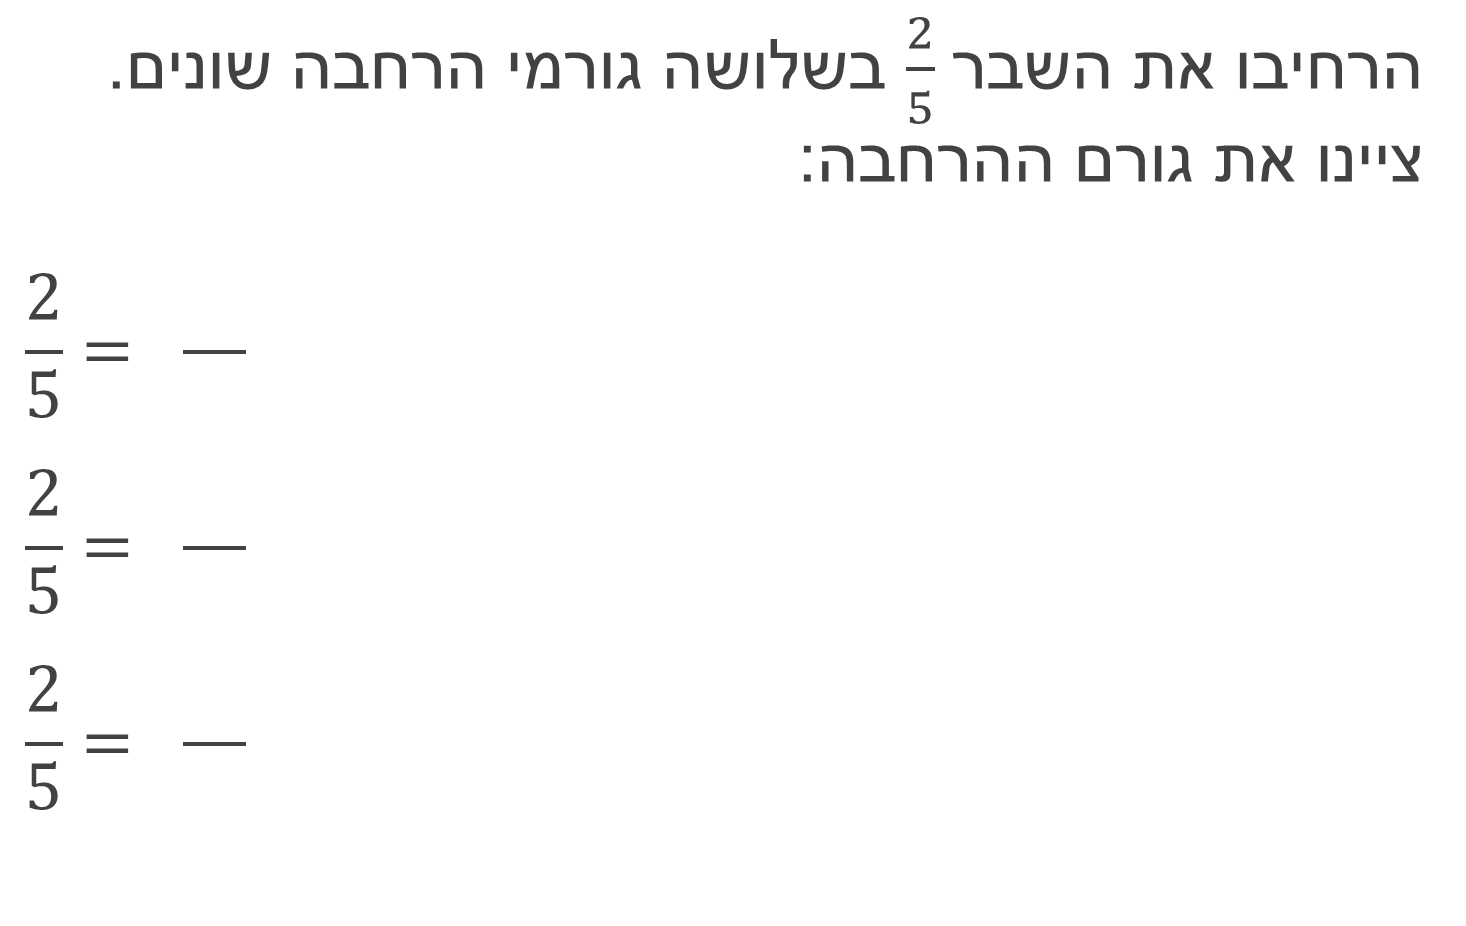 הרחיבו את השבר 2/5 בשלושה גורמי הרחבה שונים.
ציינו את גורם ההרחבה:
2/5 = —
2/5 = —
2/5 = —